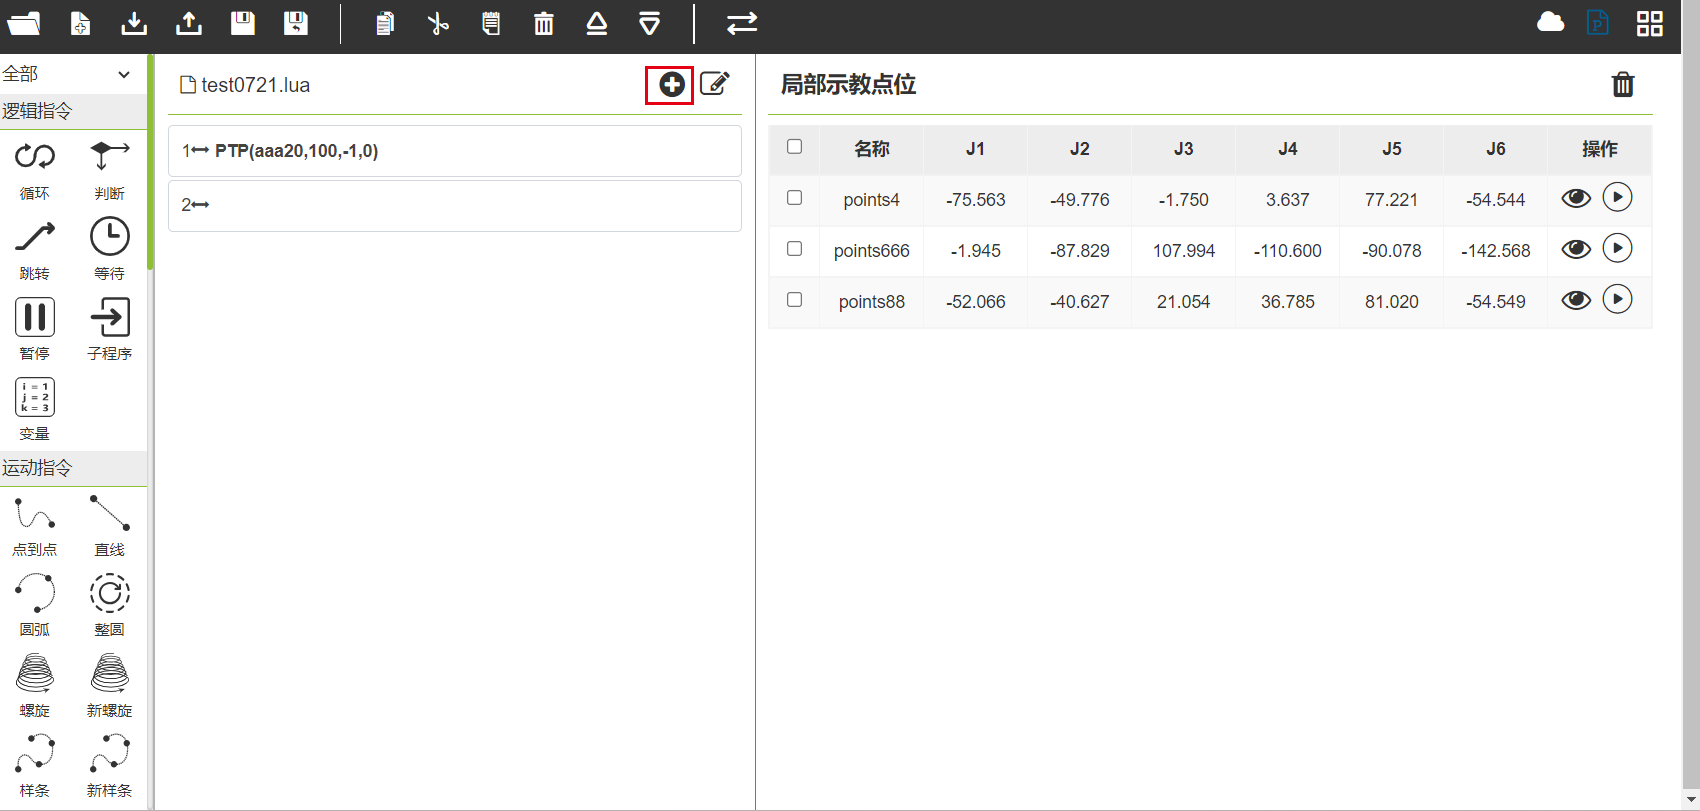 P
全部
逻辑指令
循环 判断
跳转 等待
暂停 子程序
i = 1
j = 2
k = 3
变量
运动指令
点到点 直线
圆弧 整圆
螺旋 新螺旋
样条 新样条
test0721.lua
1 PTP(aaa20,100,-1,0)
2
局部示教点位
名称 J1 J2 J3 J4 J5 J6 操作
points4 -75.563 -49.776 -1.750 3.637 77.221 -54.544
points666 -1.945 -87.829 107.994 -110.600 -90.078 -142.568
points88 -52.066 -40.627 21.054 36.785 81.020 -54.549